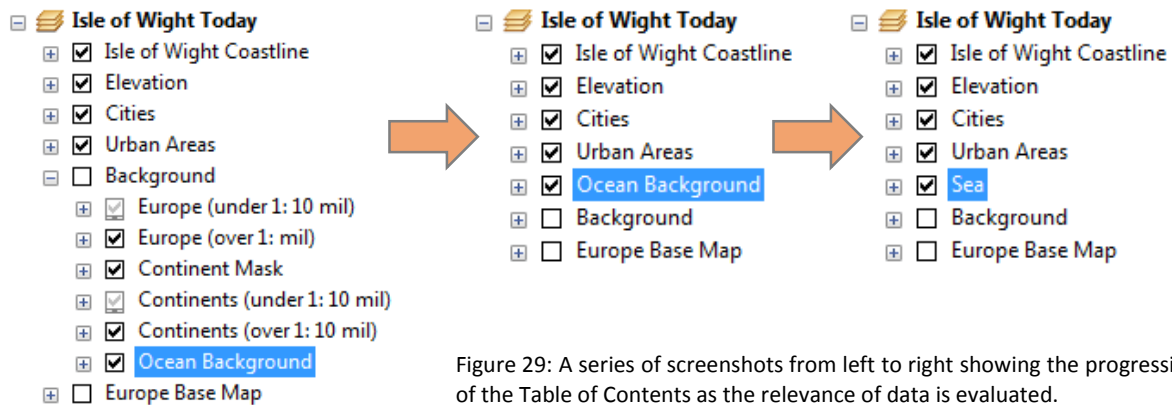 Isle of Wight Today
Isle of Wight Coastline
Elevation
Cities
Urban Areas
Background
Europe (under 1: 10 mil)
Europe (over 1: mil)
Continent Mask
Continents (under 1: 10 mil)
Continents (over 1: 10 mil)
Ocean Background
Europe Base Map
Isle of Wight Today
Isle of Wight Coastline
Elevation
Cities
Urban Areas
Ocean Background
Background
Europe Base Map
Isle of Wight Today
Isle of Wight Coastline
Elevation
Cities
Urban Areas
Sea
Background
Europe Base Map
Figure 29: A series of screenshots from left to right showing the progressi
of the Table of Contents as the relevance of data is evaluated.